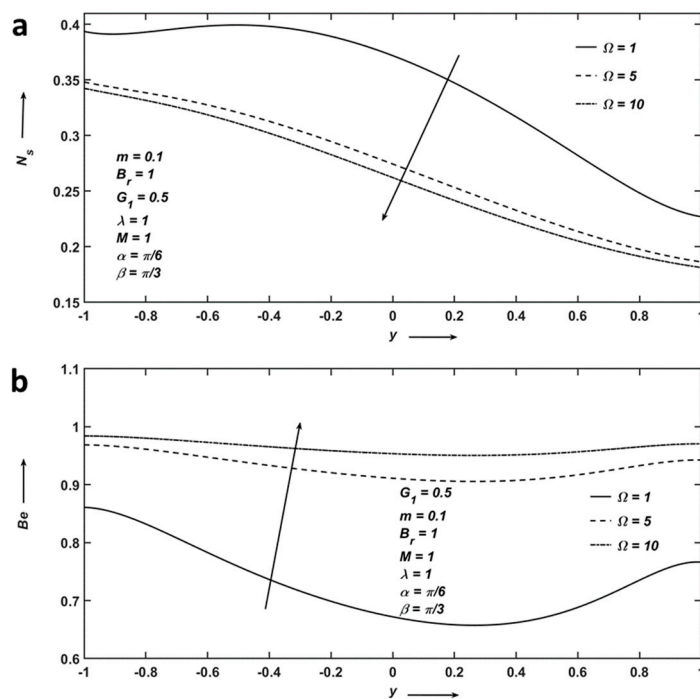 a
0.4
0.35
0.3
0.25
0.2
0.15
N_s
Ω = 1
Ω = 5
Ω = 10
m = 0.1
B_r = 1
G_1 = 0.5
λ = 1
M = 1
α = π/6
β = π/3
-1 -0.8 -0.6 -0.4 -0.2 0 0.2 0.4 0.6 0.8 1
y
b
1.1
1
0.9
0.8
0.7
0.6
Be
G_1 = 0.5
m = 0.1
B_r = 1
M = 1
λ = 1
α = π/6
β = π/3
Ω = 1
Ω = 5
Ω = 10
-1 -0.8 -0.6 -0.4 -0.2 0 0.2 0.4 0.6 0.8 1
y